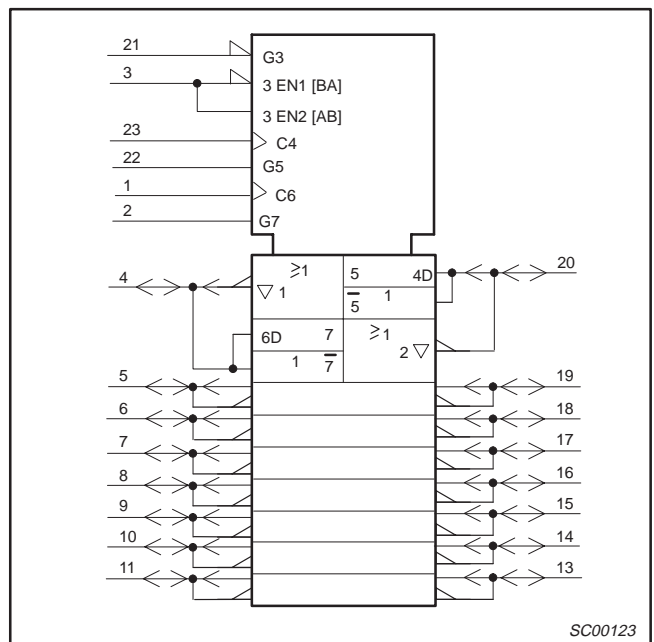 21 G3
3 3 EN1 [BA]
3 EN2 [AB]
23 C4
22 G5
1 C6
2 G7
4 ≥1 5 4D 20
▽ 1 5̅ 1
6D 7 ≥1
1 7̅ 2 ▽
5 19
6 18
7 17
8 16
9 15
10 14
11 13
SC00123